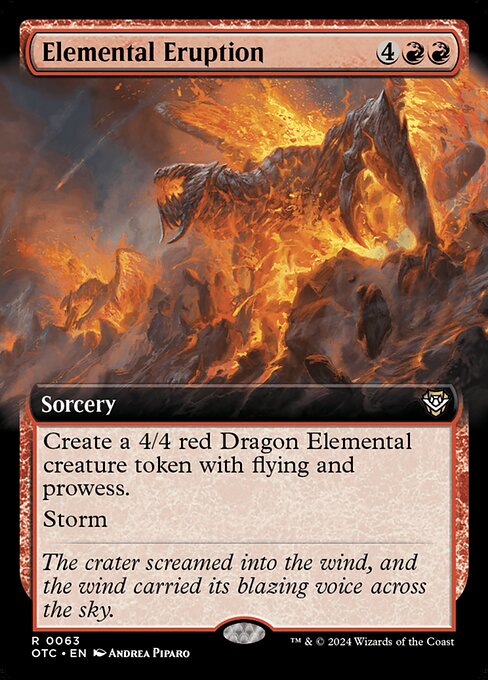 Elemental Eruption 4
Sorcery
Create a 4/4 red Dragon Elemental
creature token with flying and
prowess.
Storm
The crater screamed into the wind, and
the wind carried its blazing voice across
the sky.
R 0063
OTC • EN Andrea Piparo
™ & © 2024 Wizards of the Coast